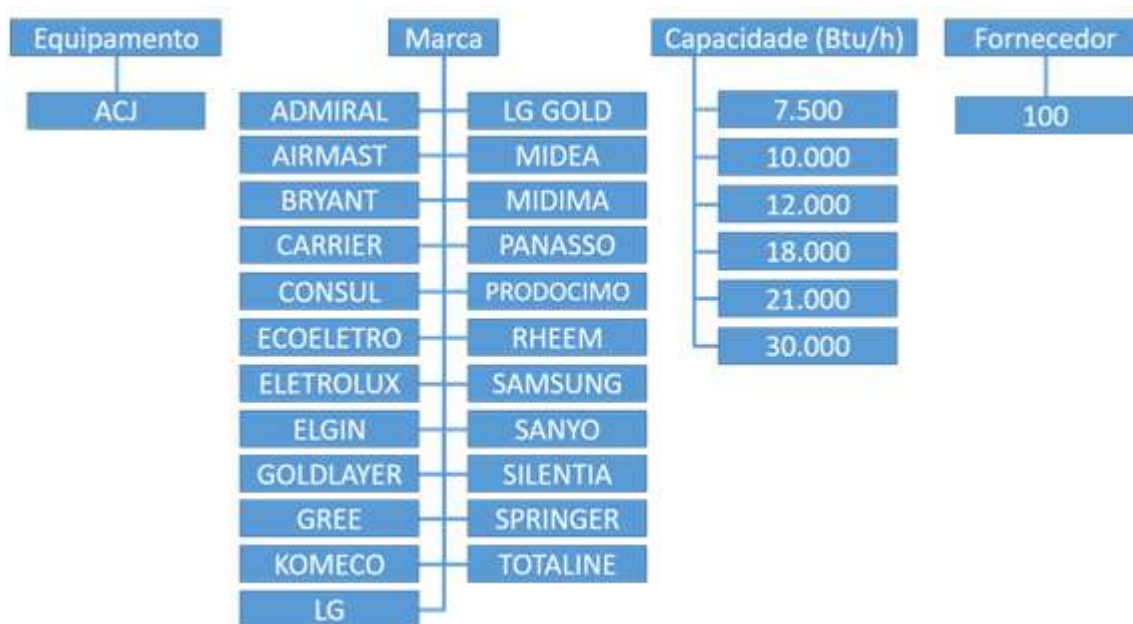 Equipamento
ACJ
Marca
ADMIRAL
AIRMAST
BRYANT
CARRIER
CONSUL
ECOELETRO
ELETROLUX
ELGIN
GOLDLAYER
GREE
KOMECO
LG
LG GOLD
MIDEA
MIDIMA
PANASSO
PRODOCIMO
RHEEM
SAMSUNG
SANYO
SILENTIA
SPRINGER
TOTALINE
Capacidade (Btu/h)
7.500
10.000
12.000
18.000
21.000
30.000
Fornecedor
100